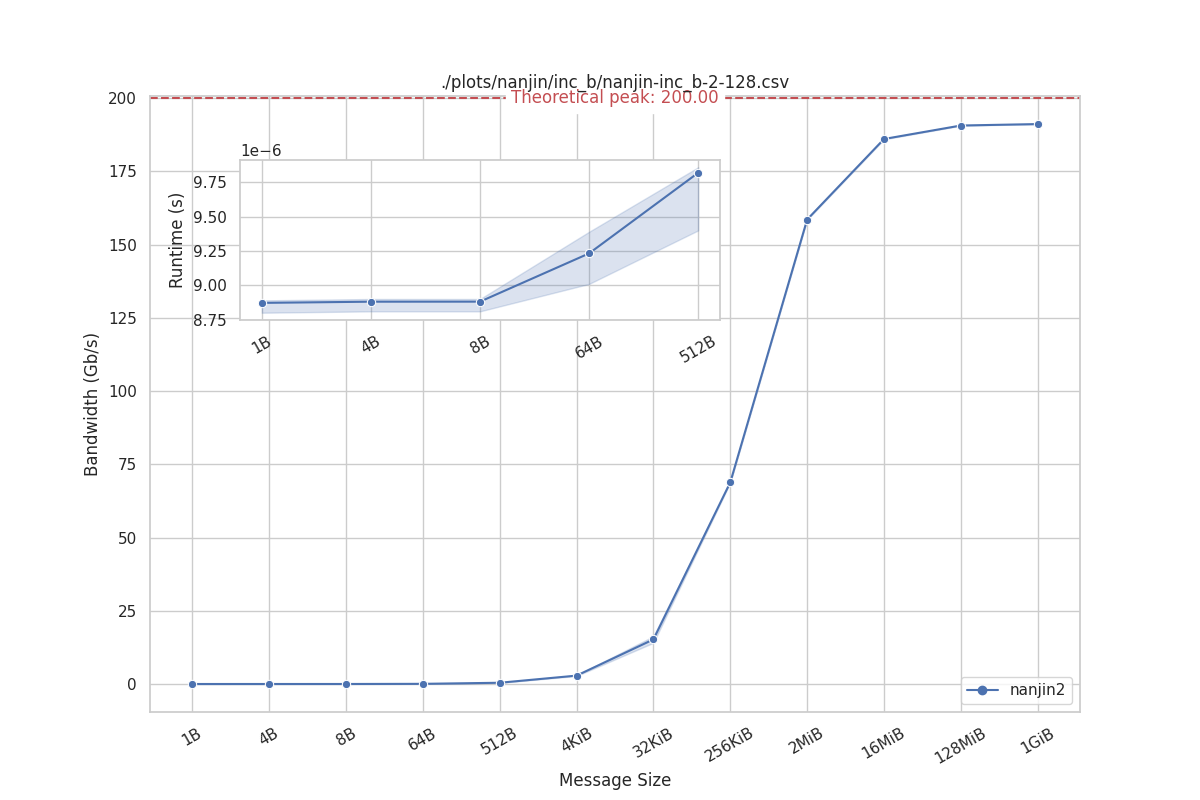 ./plots/nanjin/inc_b/nanjin-inc_b-2-128.csv
Theoretical peak: 200.00
200
175
150
125
100
75
50
25
0
Bandwidth (Gb/s)
1e−6
9.75
9.50
9.25
9.00
8.75
Runtime (s)
1B
4B
8B
64B
512B
nanjin2
1B
4B
8B
64B
512B
4KiB
32KiB
256KiB
2MiB
16MiB
128MiB
1GiB
Message Size